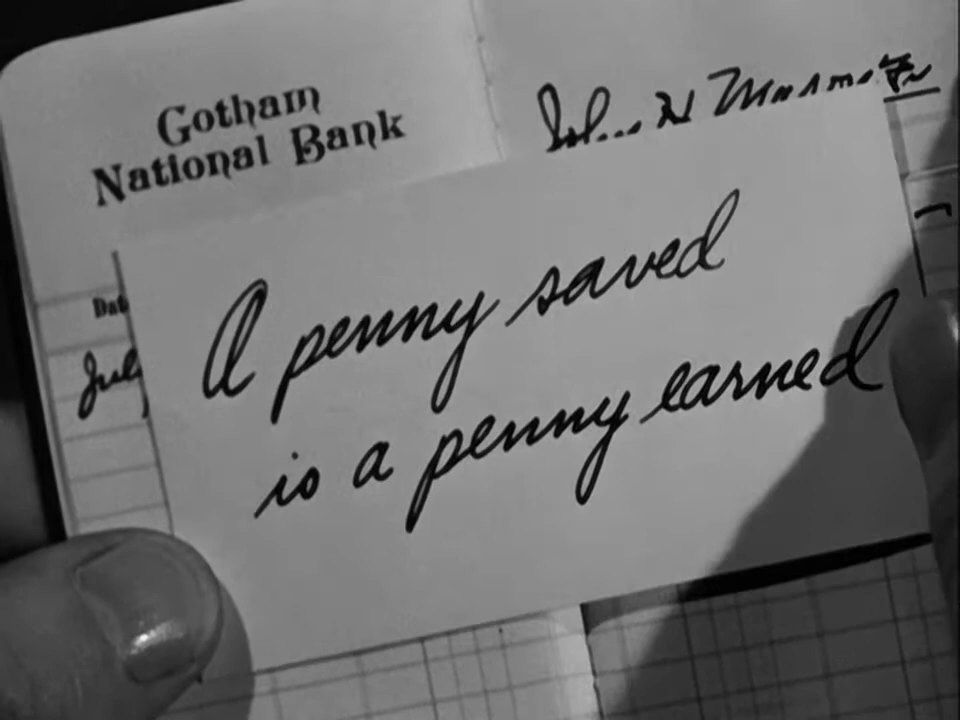 Gotham
National Bank
A penny saved
is a penny earned